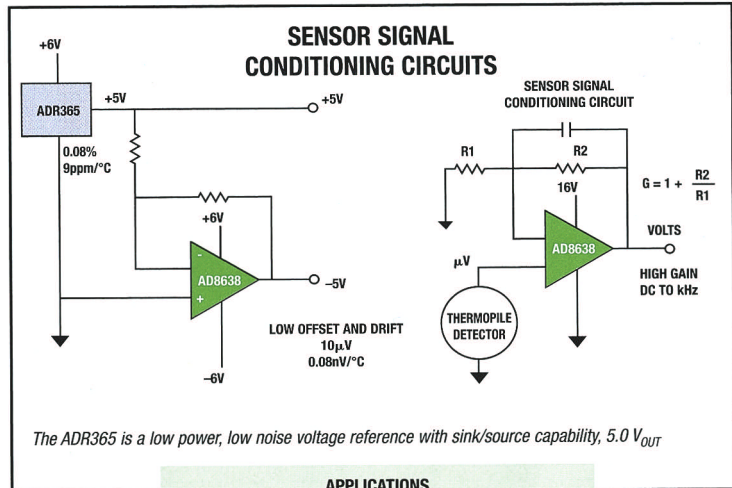 SENSOR SIGNAL
CONDITIONING CIRCUITS
+6V
ADR365
+5V
+5V
0.08%
9ppm/°C
+6V
-
AD8638
+
–5V
–6V
LOW OFFSET AND DRIFT
10μV
0.08nV/°C
SENSOR SIGNAL
CONDITIONING CIRCUIT
R1
R2
16V
G = 1 + R2
R1
AD8638
VOLTS
μV
HIGH GAIN
DC TO kHz
THERMOPILE
DETECTOR
The ADR365 is a low power, low noise voltage reference with sink/source capability, 5.0 VOUT
APPLICATIONS